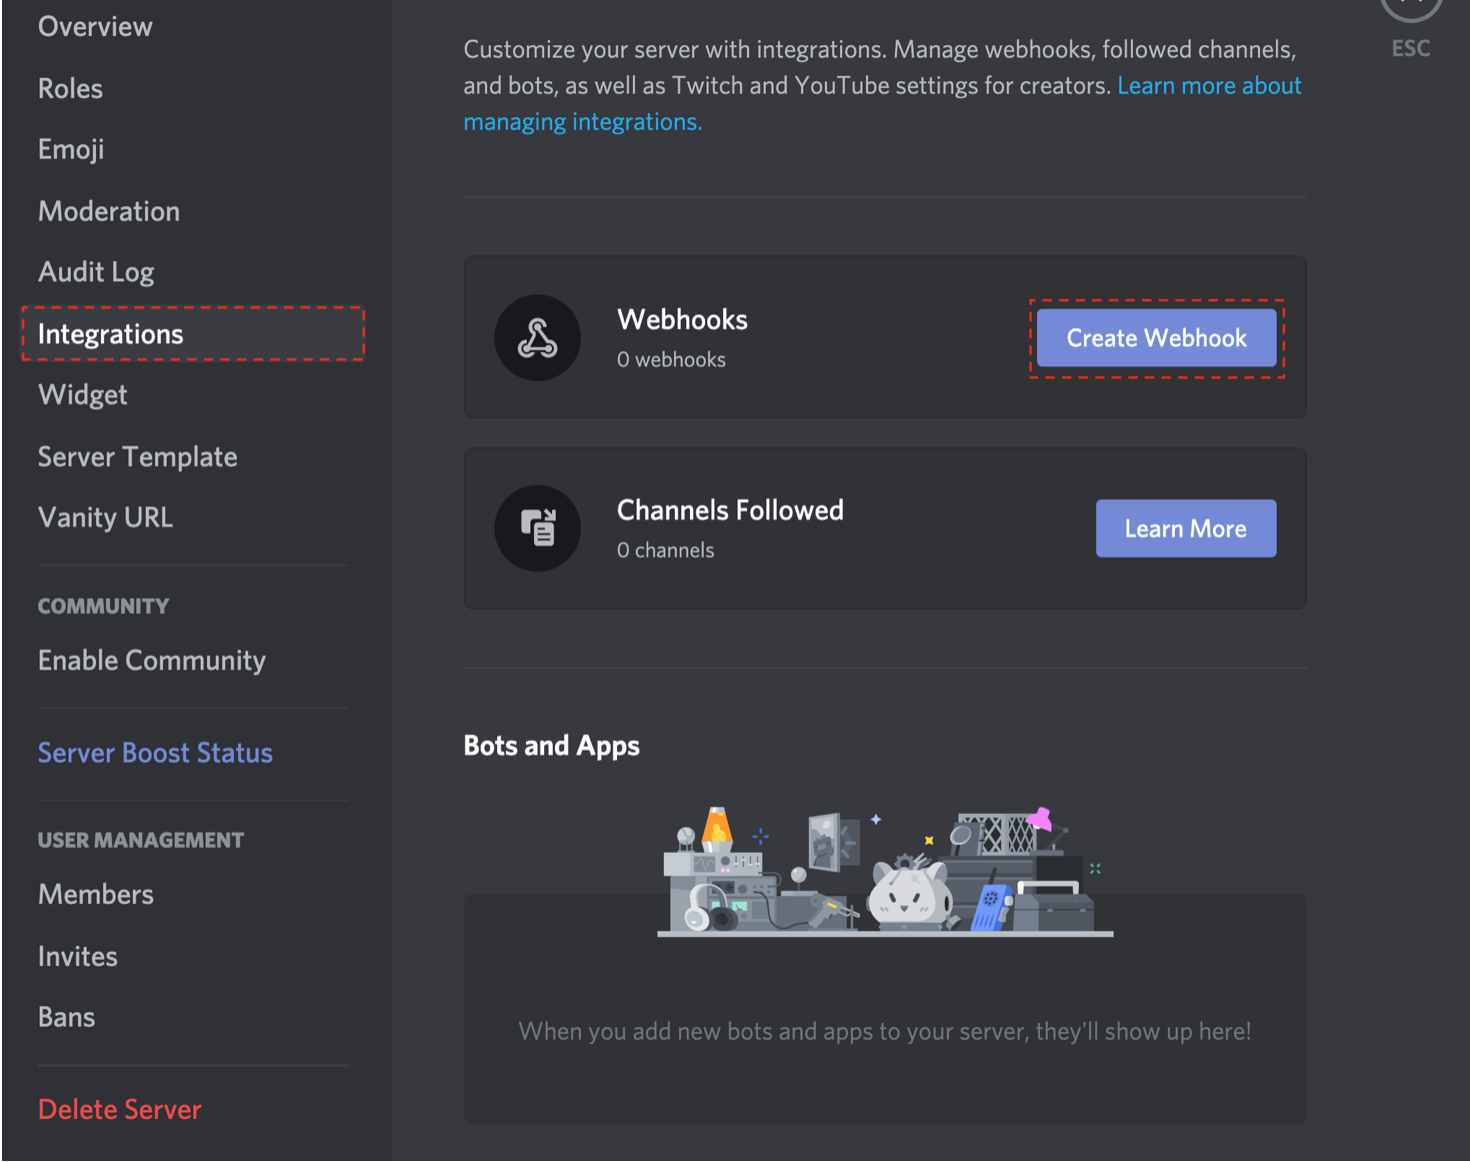 Overview
Roles
Emoji
Moderation
Audit Log
Integrations
Widget
Server Template
Vanity URL
COMMUNITY
Enable Community
Server Boost Status
USER MANAGEMENT
Members
Invites
Bans
Delete Server
Customize your server with integrations. Manage webhooks, followed channels,
and bots, as well as Twitch and YouTube settings for creators. Learn more about
managing integrations.
ESC
Webhooks
0 webhooks
Create Webhook
Channels Followed
0 channels
Learn More
Bots and Apps
When you add new bots and apps to your server, they'll show up here!